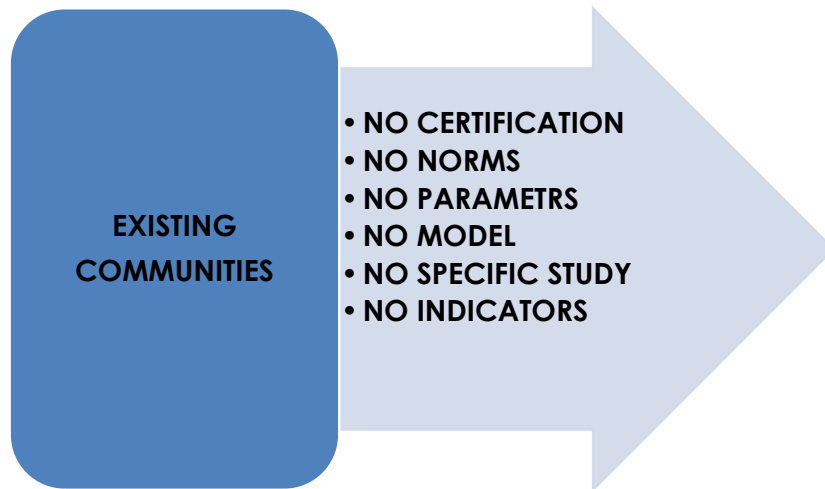 EXISTING
COMMUNITIES
• NO CERTIFICATION
• NO NORMS
• NO PARAMETRS
• NO MODEL
• NO SPECIFIC STUDY
• NO INDICATORS